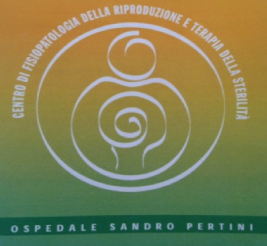 CENTRO DI FISIOPATOLOGIA DELLA RIPRODUZIONE E TERAPIA DELLA STERILITÀ
OSPEDALE SANDRO PERTINI